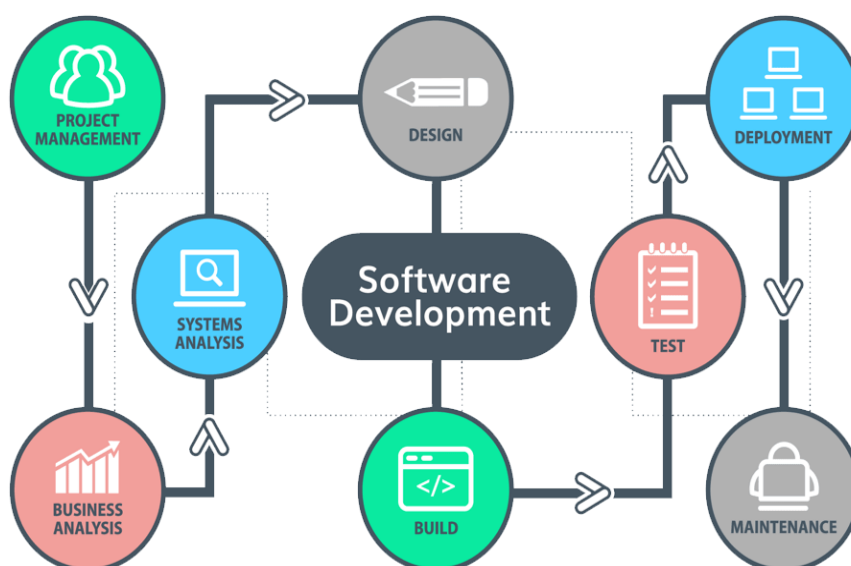 PROJECT
MANAGEMENT
BUSINESS
ANALYSIS
SYSTEMS
ANALYSIS
DESIGN
Software
Development
</>
BUILD
TEST
DEPLOYMENT
MAINTENANCE